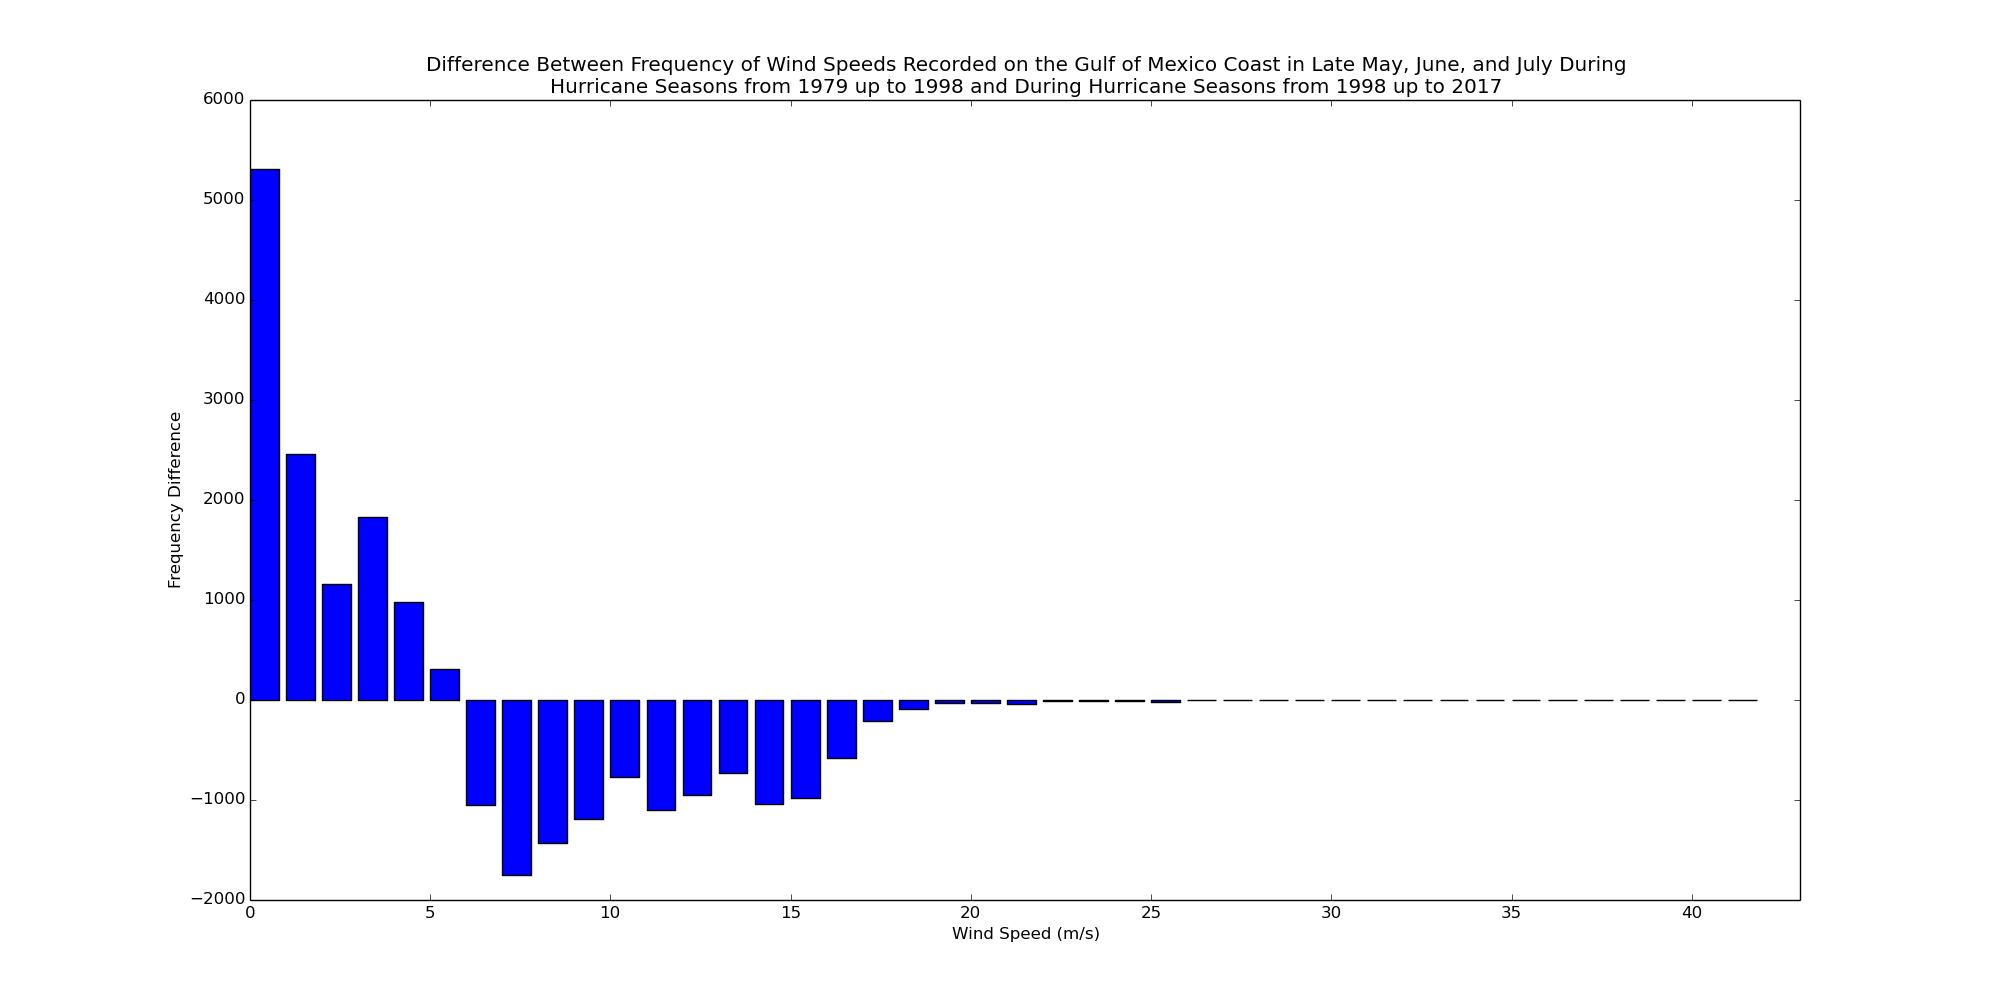 Difference Between Frequency of Wind Speeds Recorded on the Gulf of Mexico Coast in Late May, June, and July During
Hurricane Seasons from 1979 up to 1998 and During Hurricane Seasons from 1998 up to 2017
6000
5000
4000
3000
2000
1000
0
−1000
−2000
Frequency Difference
0 5 10 15 20 25 30 35 40
Wind Speed (m/s)